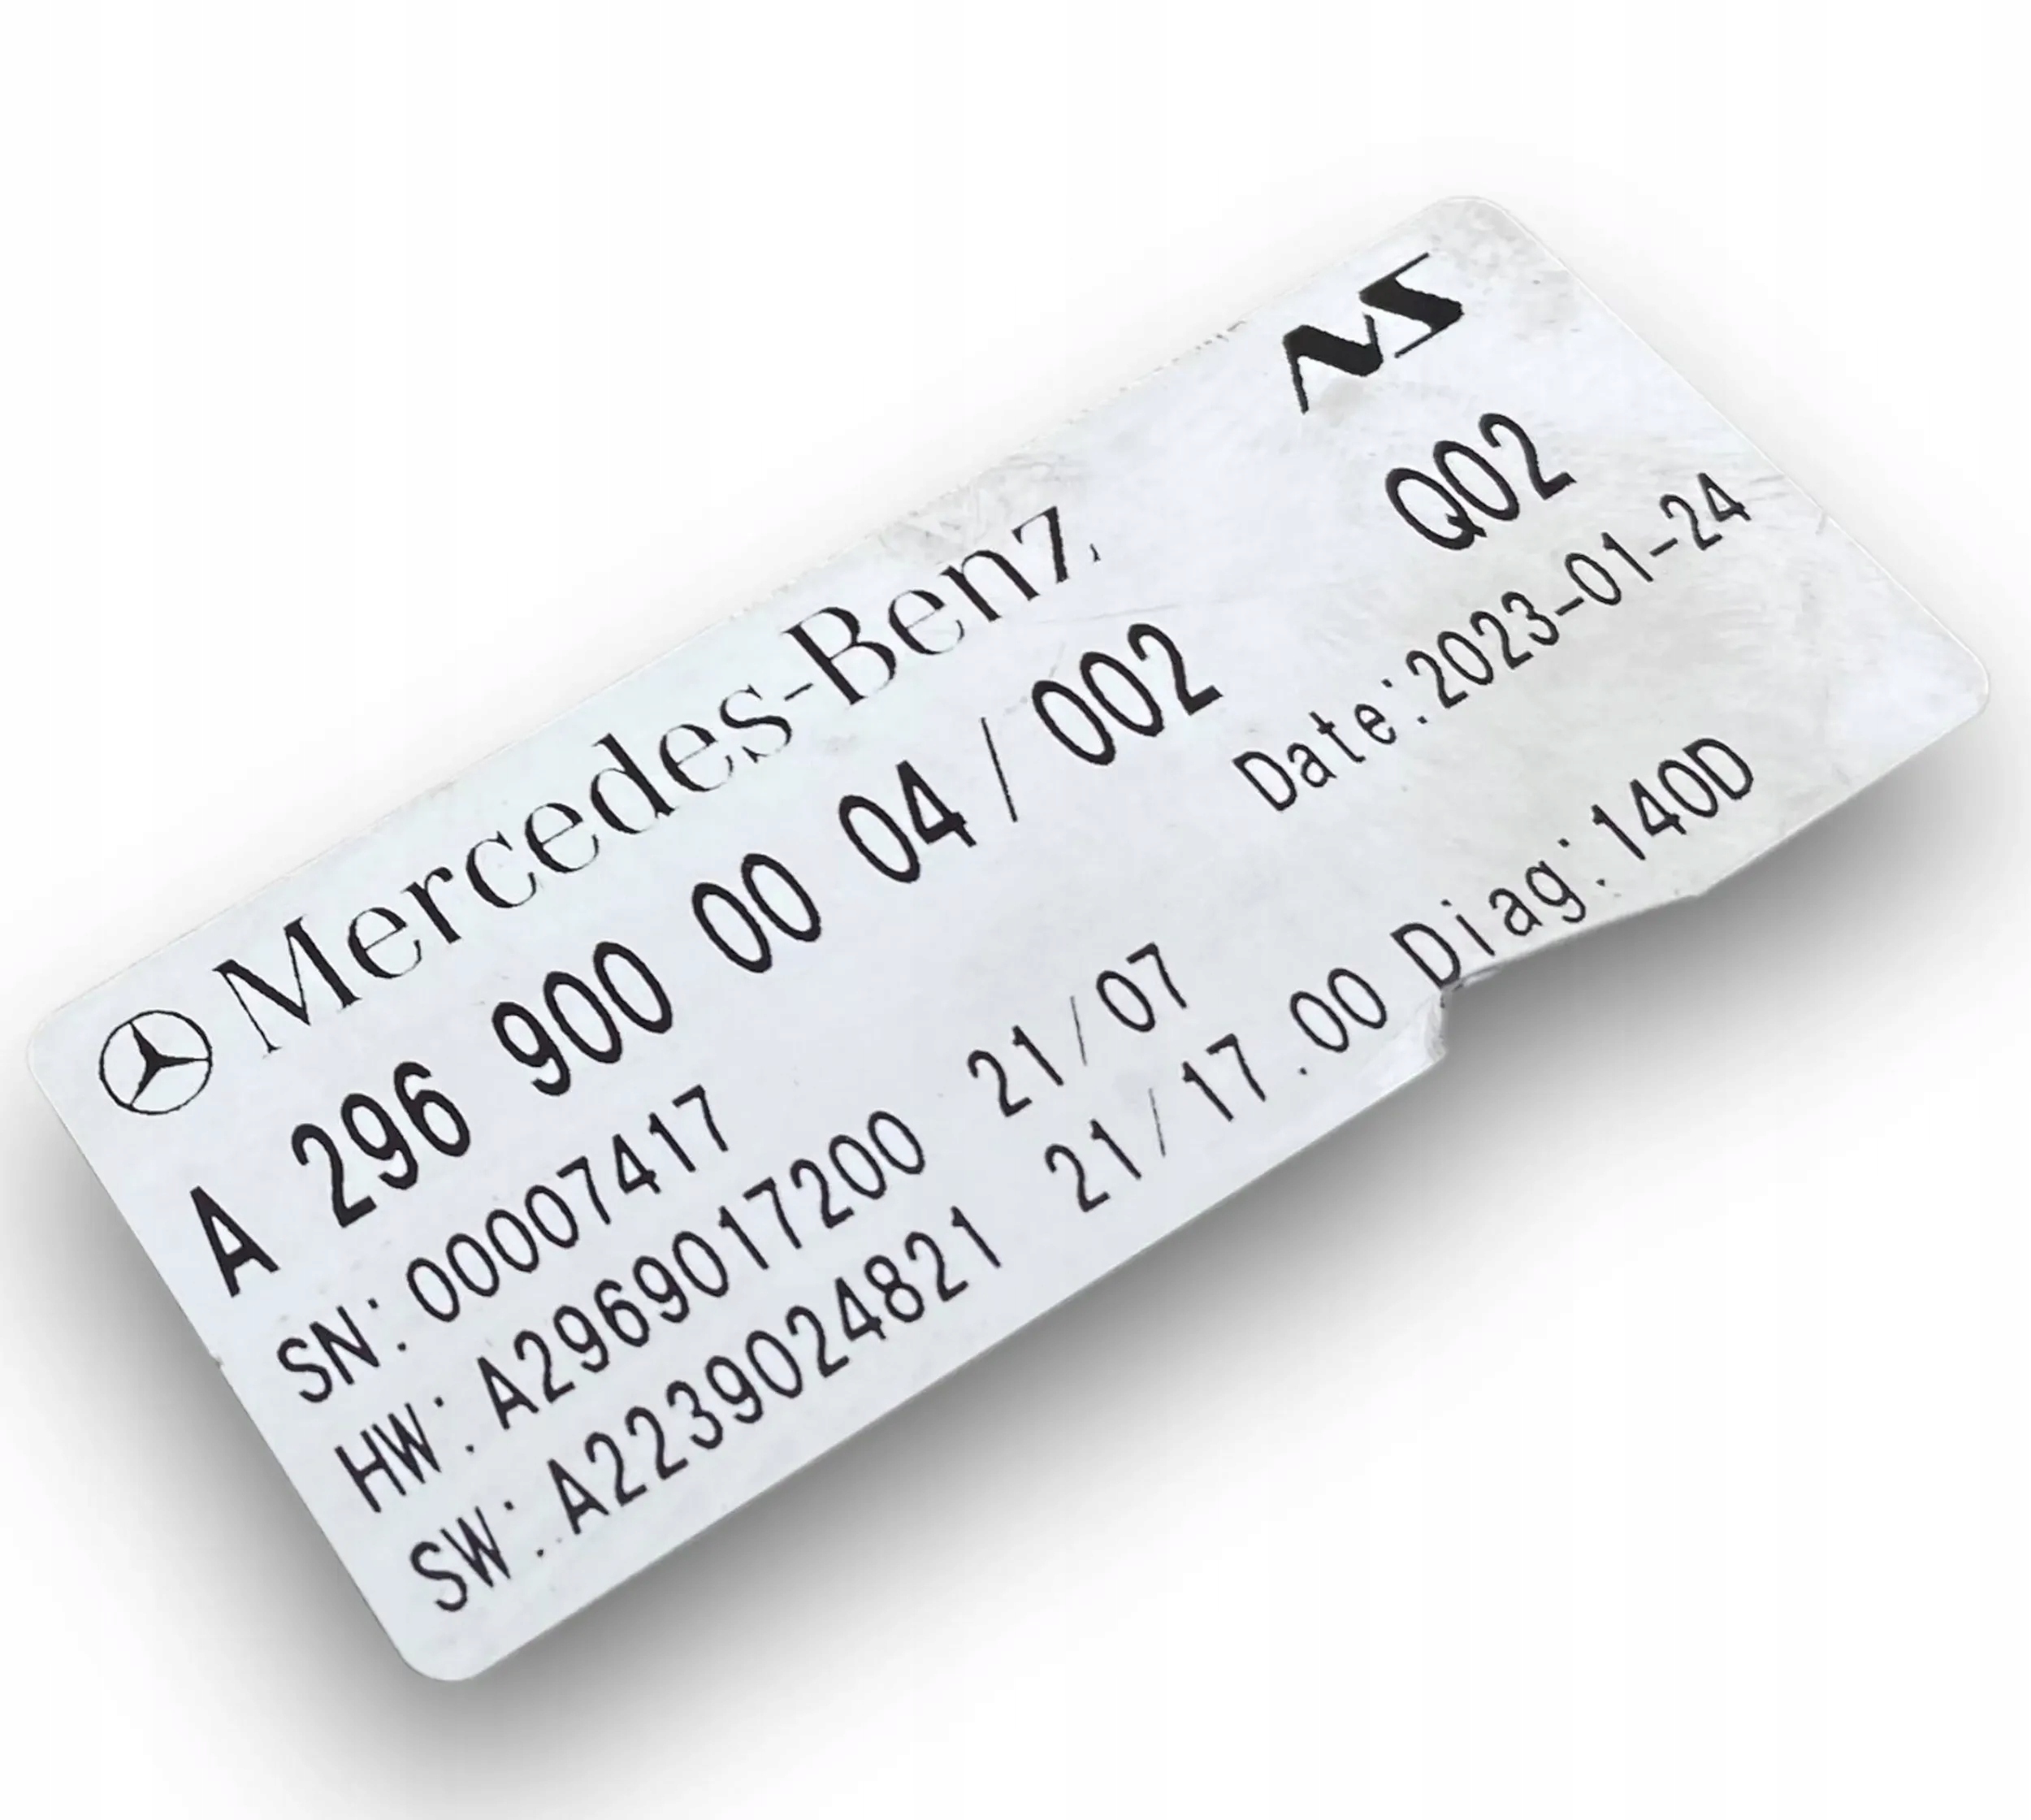 Mercedes-Benz
A 296 900 00 04 / 002 Q02
SN: 00007417 Date:2023-01-24
HW: A2969017200 21/07
SW: A2239024821 21/17.00 Diag:140D